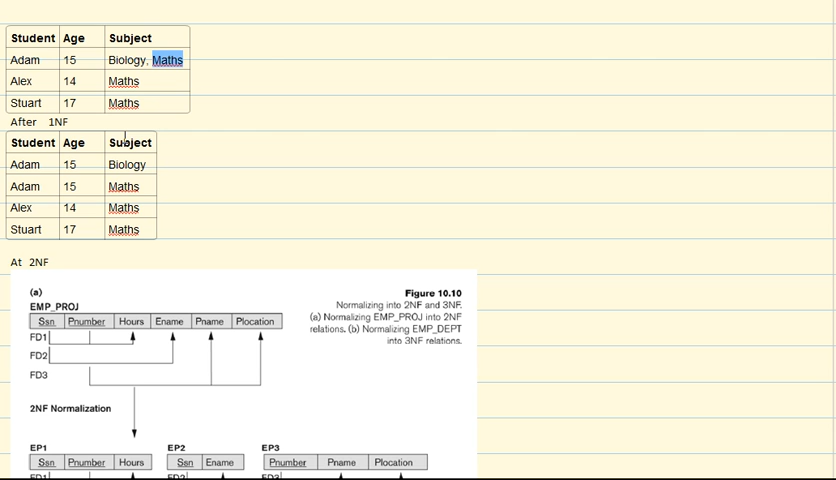 Student Age Subject
Adam 15 Biology, Maths
Alex 14 Maths
Stuart 17 Maths
After 1NF
Student Age Subject
Adam 15 Biology
Adam 15 Maths
Alex 14 Maths
Stuart 17 Maths
At 2NF
(a)
EMP_PROJ
Ssn Pnumber Hours Ename Pname Plocation
FD1
FD2
FD3
Figure 10.10
Normalizing into 2NF and 3NF.
(a) Normalizing EMP_PROJ into 2NF
relations. (b) Normalizing EMP_DEPT
into 3NF relations.
2NF Normalization
EP1 EP2 EP3
Ssn Pnumber Hours Ssn Ename Pnumber Pname Plocation
FD1 FD2 FD3